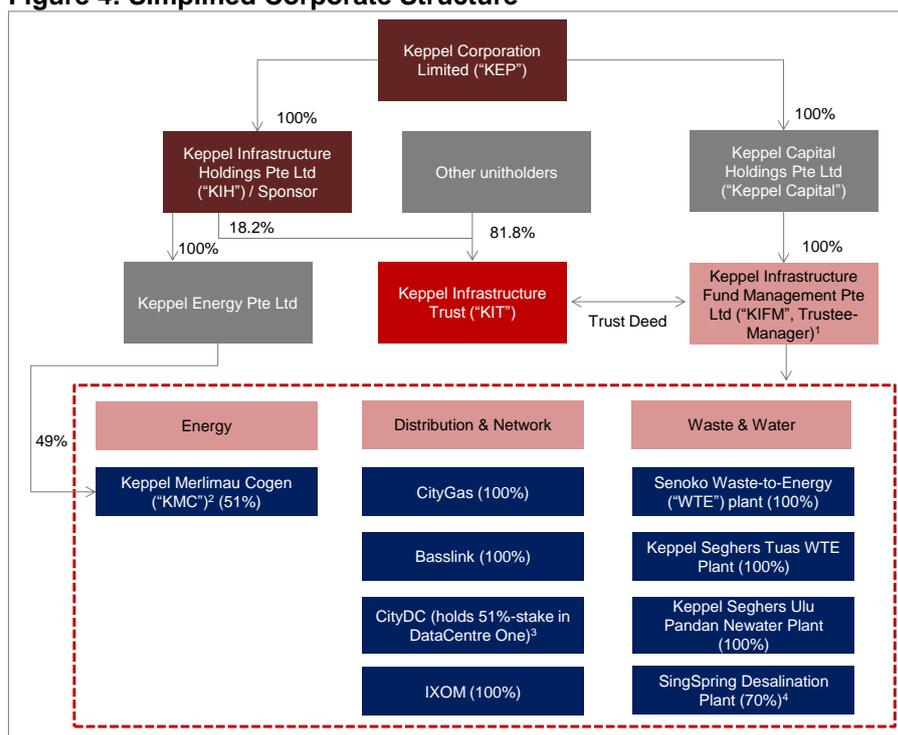 Figure 4: Simplified Corporate Structure
Keppel Corporation
Limited (“KEP”)
100%
100%
Keppel Infrastructure
Holdings Pte Ltd
(“KIH”) / Sponsor
Other unitholders
Keppel Capital
Holdings Pte Ltd
(“Keppel Capital”)
18.2%
81.8%
100%
100%
Keppel Energy Pte Ltd
Keppel Infrastructure
Trust (“KIT”)
Trust Deed
Keppel Infrastructure
Fund Management Pte
Ltd (“KIFM”, Trustee-
Manager)¹
49%
Energy
Distribution & Network
Waste & Water
Keppel Merlimau Cogen
(“KMC”)² (51%)
CityGas (100%)
Senoko Waste-to-Energy
(“WTE”) plant (100%)
Basslink (100%)
Keppel Seghers Tuas WTE
Plant (100%)
CityDC (holds 51%-stake in
DataCentre One)³
Keppel Seghers Ulu
Pandan Newater Plant
(100%)
IXOM (100%)
SingSpring Desalination
Plant (70%)⁴